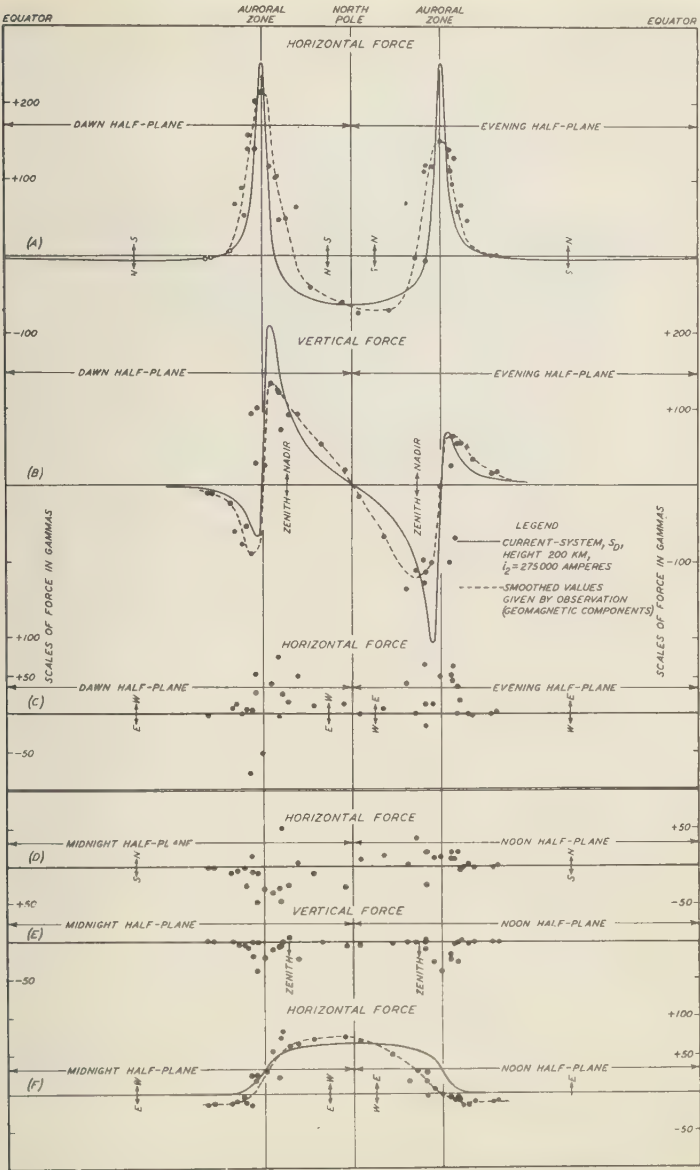 EQUATOR
AURORAL ZONE
NORTH POLE
AURORAL ZONE
EQUATOR
HORIZONTAL FORCE
+200
DAWN HALF-PLANE
EVENING HALF-PLANE
+100
(A)
N S
N S
S N
S N
-100
VERTICAL FORCE
+200
DAWN HALF-PLANE
EVENING HALF-PLANE
+100
(B)
ZENITH NADIR
ZENITH NADIR
LEGEND
CURRENT-SYSTEM, S_D,
HEIGHT 200 KM,
i₂ = 275000 AMPERES
-100
SMOOTHED VALUES
GIVEN BY OBSERVATION
(GEOMAGNETIC COMPONENTS)
SCALES OF FORCE IN GAMMAS
SCALES OF FORCE IN GAMMAS
+100
HORIZONTAL FORCE
+50
DAWN HALF-PLANE
EVENING HALF-PLANE
(C)
E W
E W
W E
W E
-50
HORIZONTAL FORCE
+50
MIDNIGHT HALF-PLANE
NOON HALF-PLANE
(D)
S N
S N
+50
-50
VERTICAL FORCE
MIDNIGHT HALF-PLANE
NOON HALF-PLANE
(E)
ZENITH
ZENITH
-50
HORIZONTAL FORCE
+100
+50
MIDNIGHT HALF-PLANE
NOON HALF-PLANE
(F)
E W
E W
W E
W E
-50